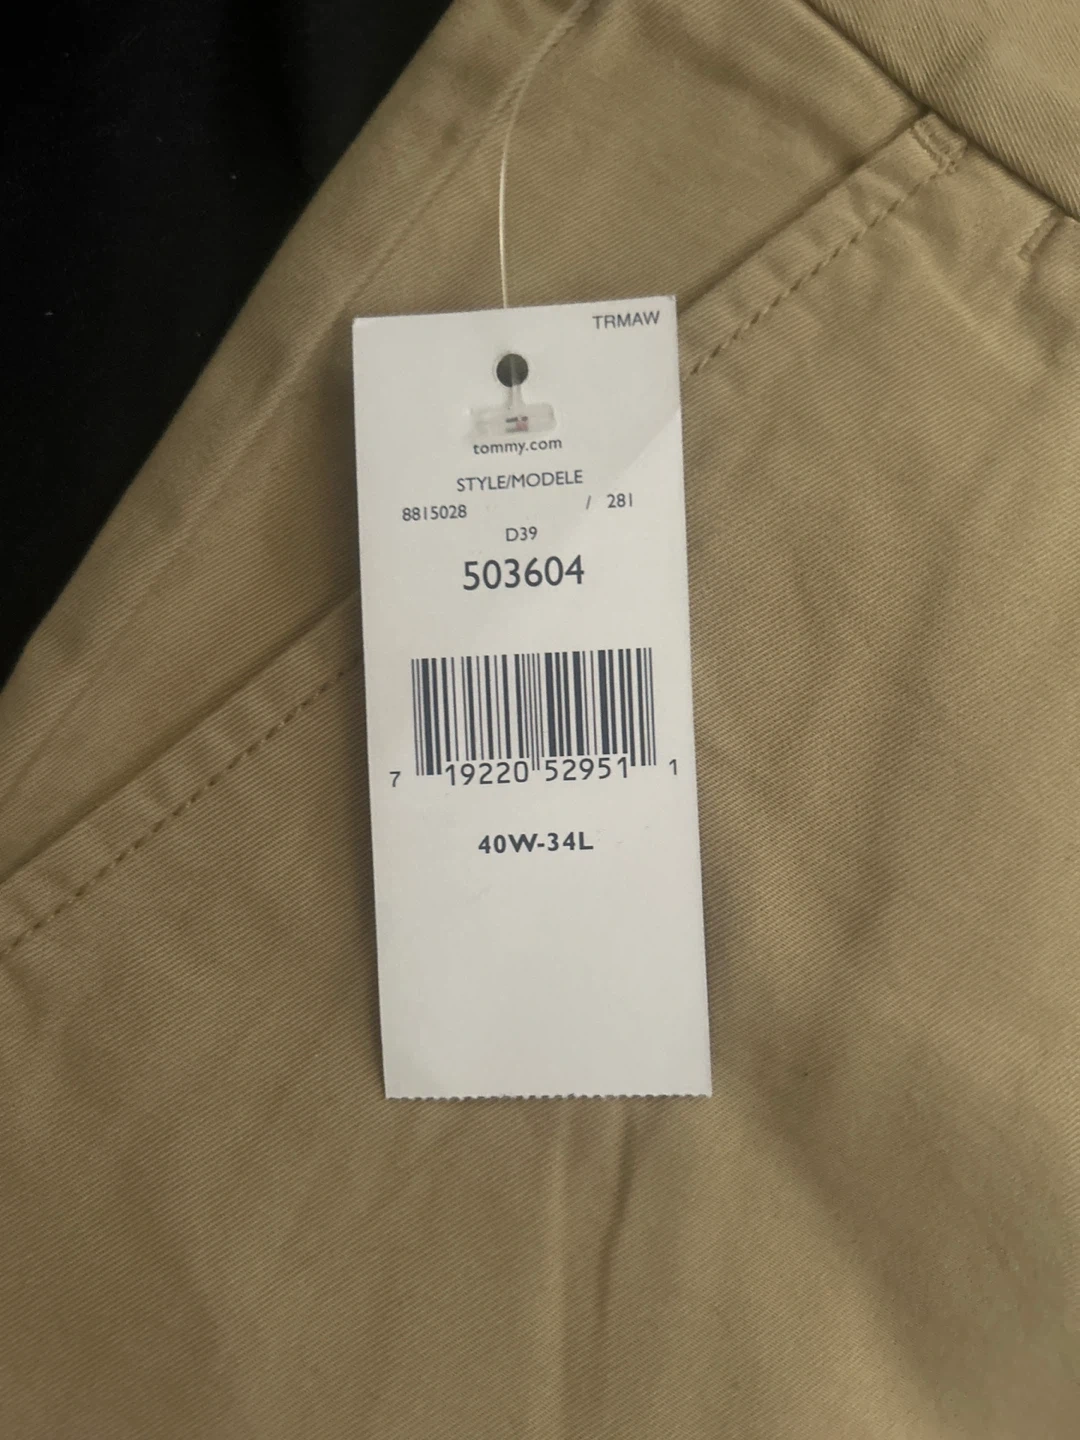 TRMAW
tommy.com
STYLE/MODELE
8815028 / 281
D39
503604
7 19220 52951 1
40W-34L